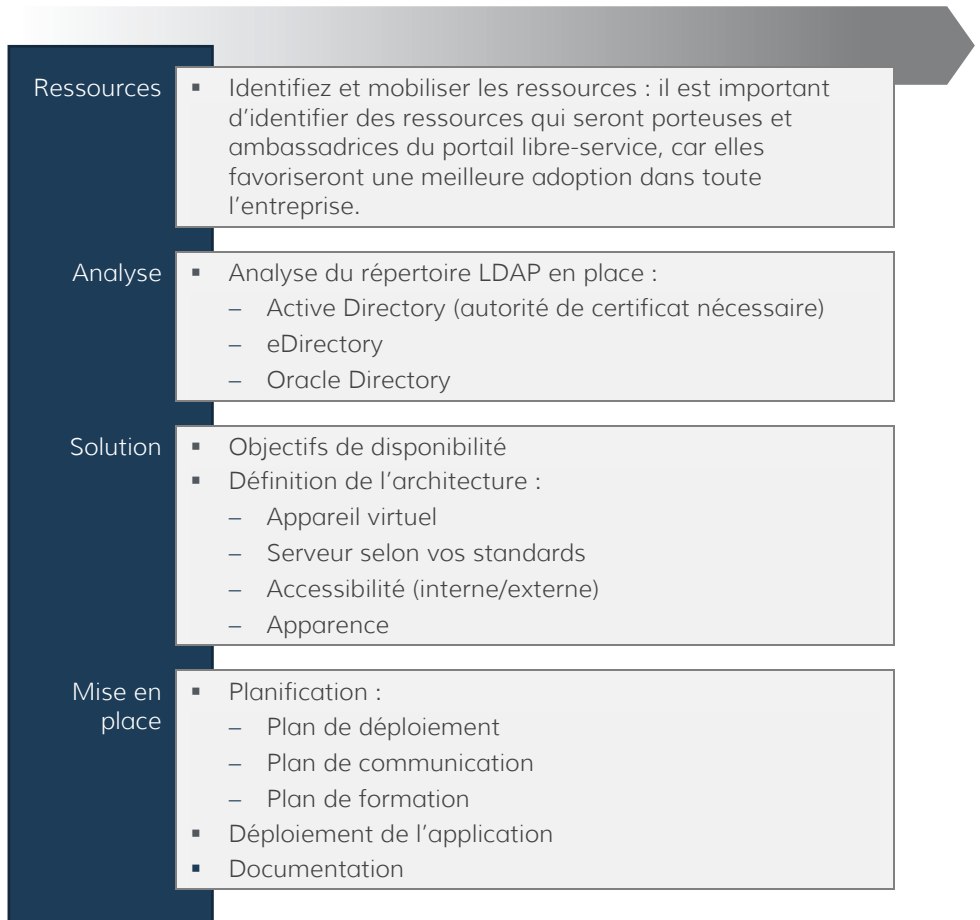 Ressources
▪ Identifiez et mobiliser les ressources : il est important
d’identifier des ressources qui seront porteuses et
ambassadrices du portail libre-service, car elles
favoriseront une meilleure adoption dans toute
l’entreprise.
Analyse
▪ Analyse du répertoire LDAP en place :
– Active Directory (autorité de certificat nécessaire)
– eDirectory
– Oracle Directory
Solution
▪ Objectifs de disponibilité
▪ Définition de l’architecture :
– Appareil virtuel
– Serveur selon vos standards
– Accessibilité (interne/externe)
– Apparence
Mise en
place
▪ Planification :
– Plan de déploiement
– Plan de communication
– Plan de formation
▪ Déploiement de l’application
▪ Documentation